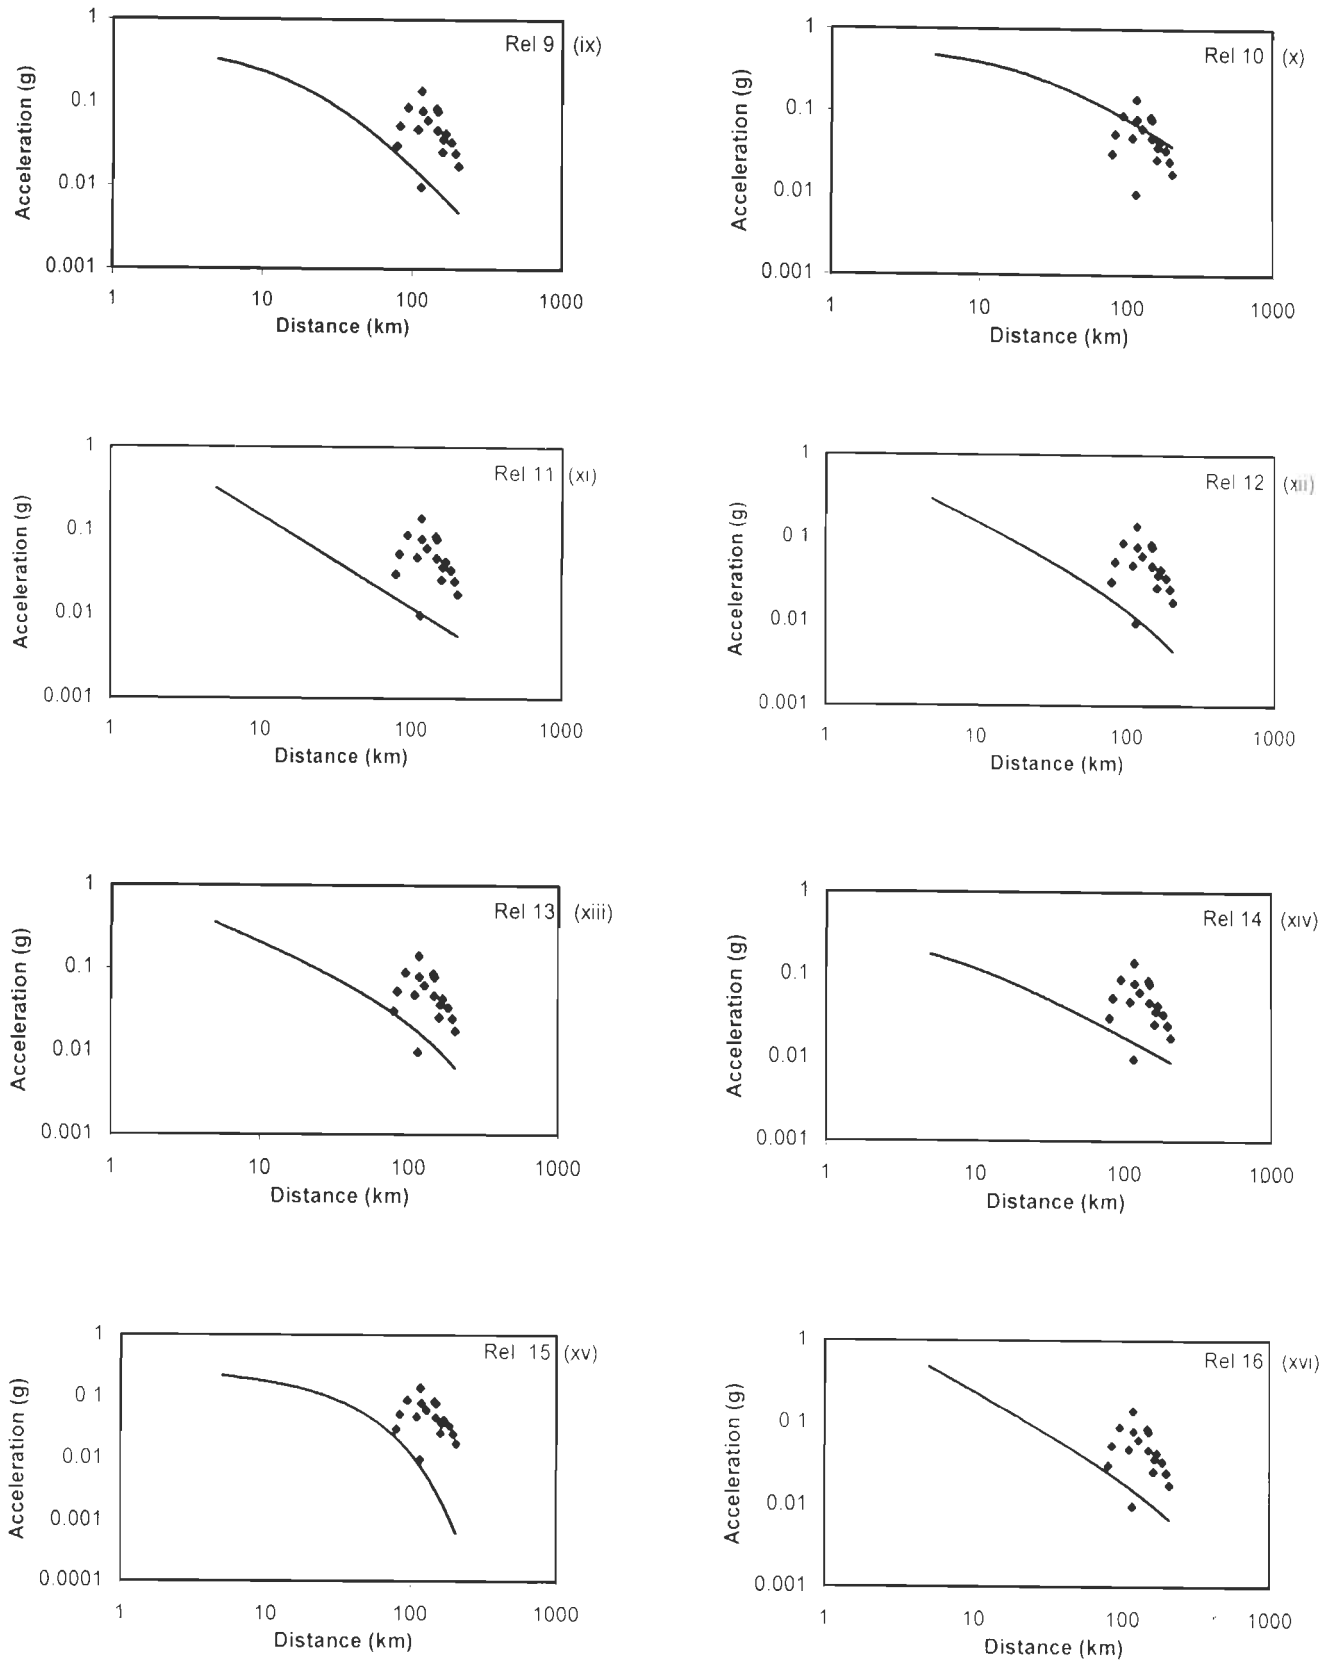 1
Rel 9 (ix)
0.1
0.01
0.001
Acceleration (g)
1 10 100 1000
Distance (km)
1
Rel 10 (x)
0.1
0.01
0.001
Acceleration (g)
1 10 100 1000
Distance (km)
1
Rel 11 (xi)
0.1
0.01
0.001
Acceleration (g)
1 10 100 1000
Distance (km)
1
Rel 12 (xii)
0.1
0.01
0.001
Acceleration (g)
1 10 100 1000
Distance (km)
1
Rel 13 (xiii)
0.1
0.01
0.001
Acceleration (g)
1 10 100 1000
Distance (km)
1
Rel 14 (xiv)
0.1
0.01
0.001
Acceleration (g)
1 10 100 1000
Distance (km)
1
Rel 15 (xv)
0.1
0.01
0.001
0.0001
Acceleration (g)
1 10 100 1000
Distance (km)
1
Rel 16 (xvi)
0.1
0.01
0.001
Acceleration (g)
1 10 100 1000
Distance (km)